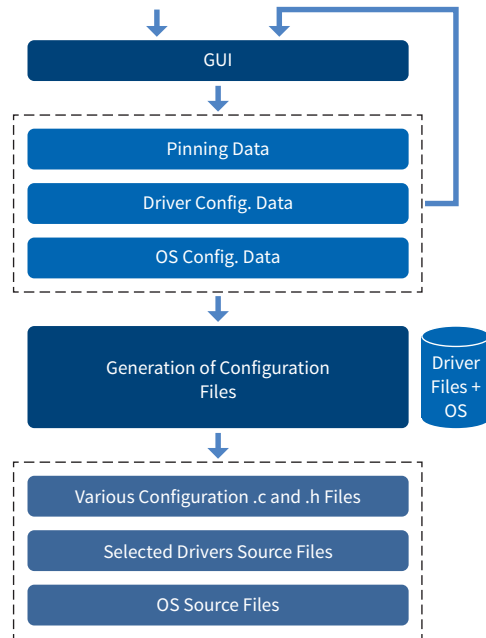 GUI
Pinning Data
Driver Config. Data
OS Config. Data
Generation of Configuration
Files
Driver
Files +
OS
Various Configuration .c and .h Files
Selected Drivers Source Files
OS Source Files